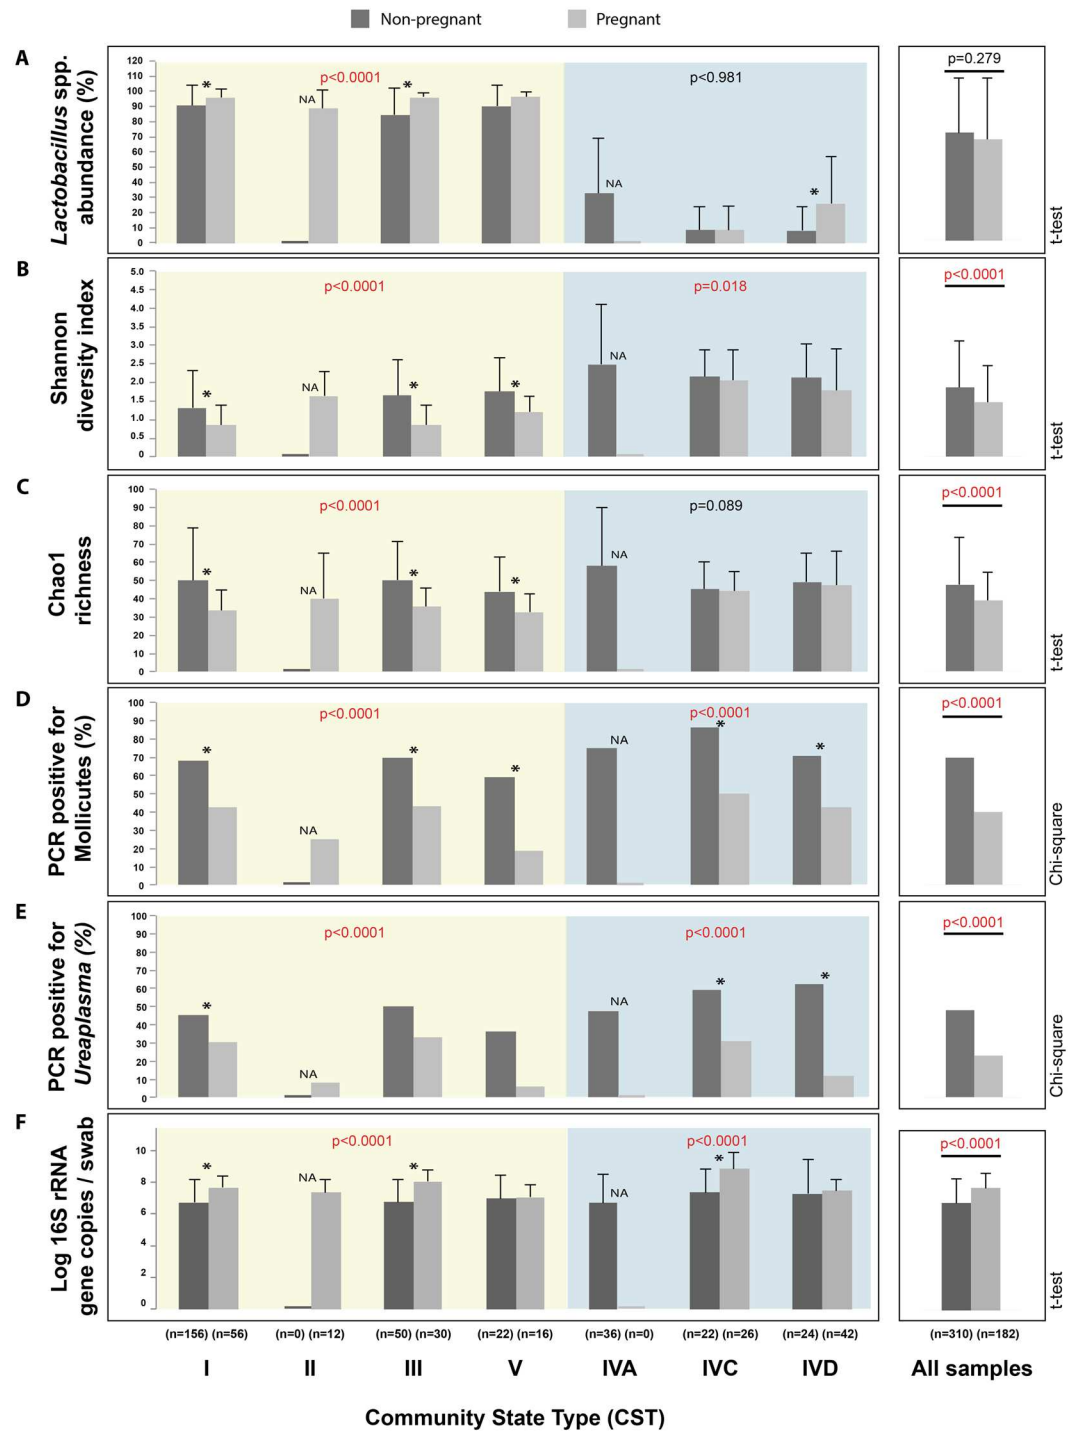 Non-pregnant Pregnant
A
Lactobacillus spp.
abundance (%)
120
110
100
90
80
70
60
50
40
30
20
10
0
p<0.0001
p<.981
p=0.279
* NA * NA *
t-test
B
Shannon
diversity index
5.0
4.5
4.0
3.5
3.0
2.5
2.0
1.5
1.0
0.5
0
p<0.0001
p=0.018
p<0.0001
* NA * * NA
t-test
C
Chao1
richness
100
90
80
70
60
50
40
30
20
10
0
p<0.0001
p=0.089
p<0.0001
* NA * * NA
t-test
D
PCR positive for
Mollicutes (%)
100
90
80
70
60
50
40
30
20
10
0
p<0.0001
p<0.0001
p<0.0001
* NA * * NA * *
Chi-square
E
PCR positive for
Ureaplasma (%)
100
90
80
70
60
50
40
30
20
10
0
p<0.0001
p<0.0001
p<0.0001
* NA NA * *
Chi-square
F
Log 16S rRNA
gene copies / swab
10
8
6
4
2
0
p<0.0001
p<0.0001
p<0.0001
* NA * NA *
t-test
(n=156) (n=56) (n=0) (n=12) (n=50) (n=30) (n=22) (n=16) (n=36) (n=0) (n=22) (n=26) (n=24) (n=42) (n=310) (n=182)
I II III V IVA IVC IVD All samples
Community State Type (CST)